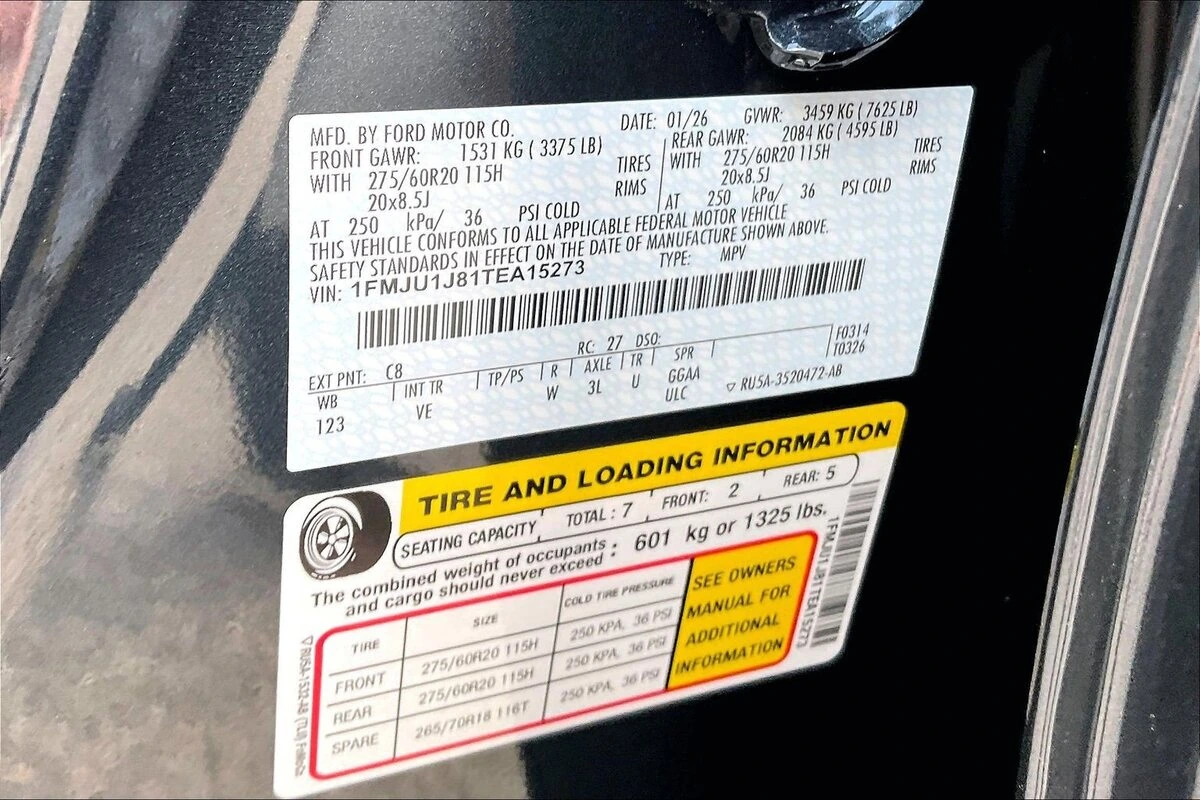 MFD. BY FORD MOTOR CO. DATE: 01/26 GVWR: 3459 KG ( 7625 LB)
FRONT GAWR: 1531 KG ( 3375 LB) REAR GAWR: 2084 KG ( 4595 LB)
WITH 275/60R20 115H TIRES WITH 275/60R20 115H TIRES
20x8.5J RIMS 20x8.5J RIMS
AT 250 kPa/ 36 PSI COLD AT 250 kPa/ 36 PSI COLD
THIS VEHICLE CONFORMS TO ALL APPLICABLE FEDERAL MOTOR VEHICLE
SAFETY STANDARDS IN EFFECT ON THE DATE OF MANUFACTURE SHOWN ABOVE.
VIN: 1FMJU1J81TEA15273 TYPE: MPV
EXT PNT: C8 RC: 27 DSO: F0314
WB INT TR TP/PS R AXLE TR SPR T0326
123 VE W 3L U GGAA
ULC ▽ RU5A-3520472-AB
TIRE AND LOADING INFORMATION
SEATING CAPACITY TOTAL : 7 FRONT: 2 REAR: 5
The combined weight of occupants
and cargo should never exceed : 601 kg or 1325 lbs.
TIRE SIZE COLD TIRE PRESSURE
FRONT 275/60R20 115H 250 KPA, 36 PSI
REAR 275/60R20 115H 250 KPA, 36 PSI
SPARE 265/70R18 116T 250 KPA, 36 PSI
SEE OWNERS
MANUAL FOR
ADDITIONAL
INFORMATION
1FMJU1J81TEA15273